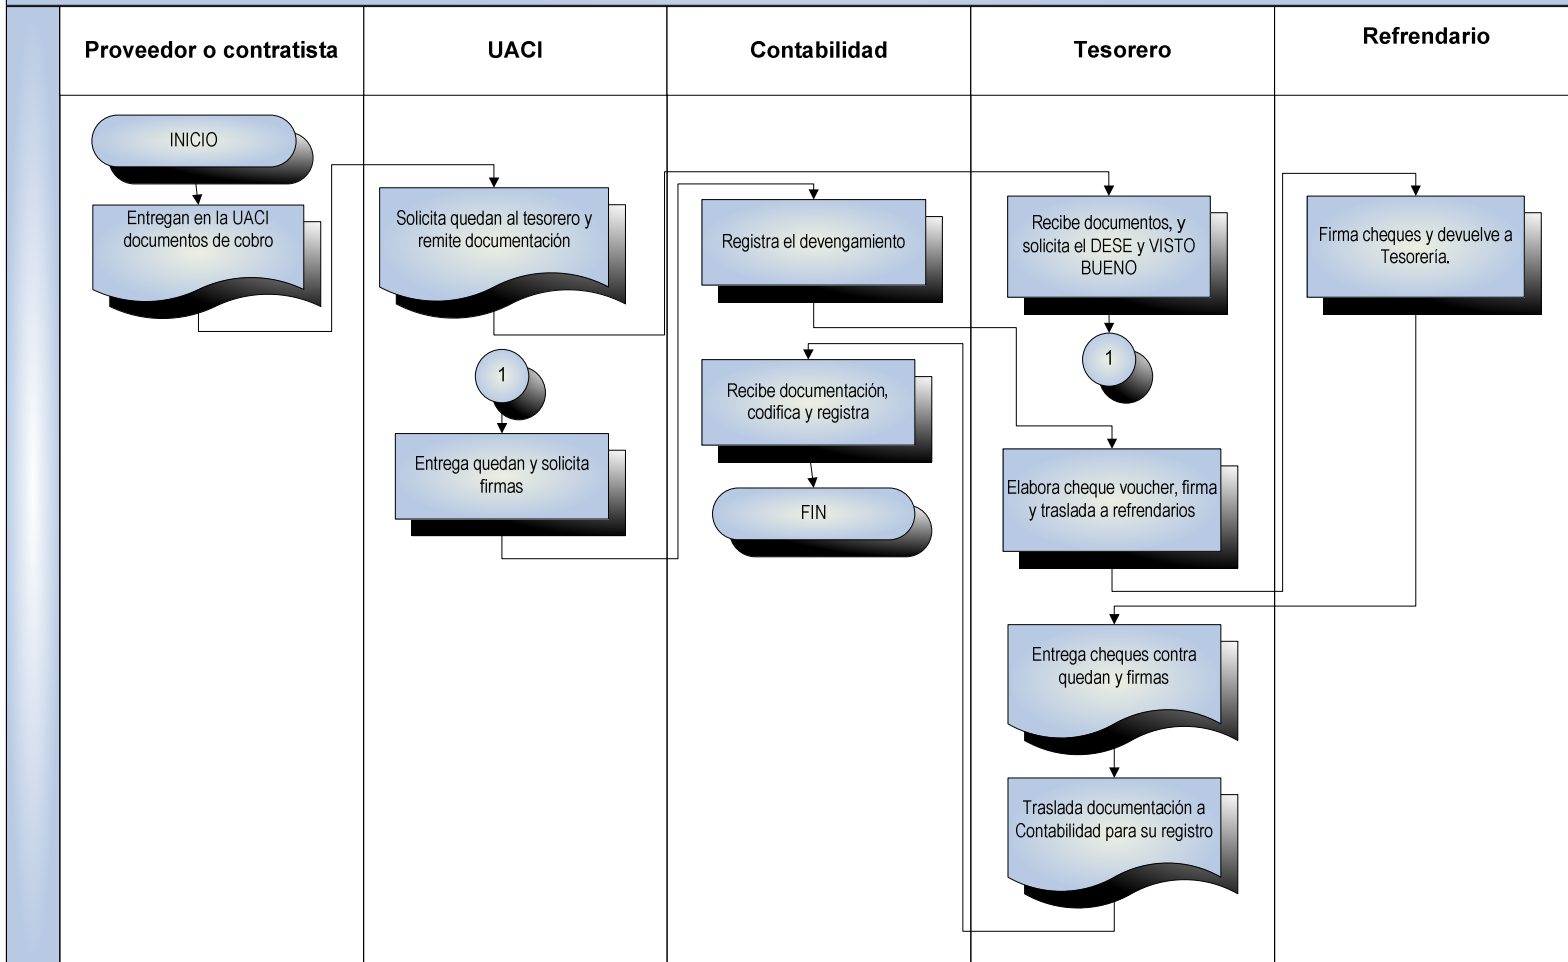 Proveedor o contratista
UACI
Contabilidad
Tesorero
Refrendario
INICIO
Entregan en la UACI
documentos de cobro
Solicita quedan al tesorero y
remite documentación
1
Entrega quedan y solicita
firmas
Registra el devengamiento
Recibe documentación,
codifica y registra
FIN
Recibe documentos, y
solicita el DESE y VISTO
BUENO
1
Elabora cheque voucher, firma
y traslada a refrendarios
Entrega cheques contra
quedan y firmas
Traslada documentación a
Contabilidad para su registro
Firma cheques y devuelve a
Tesorería.